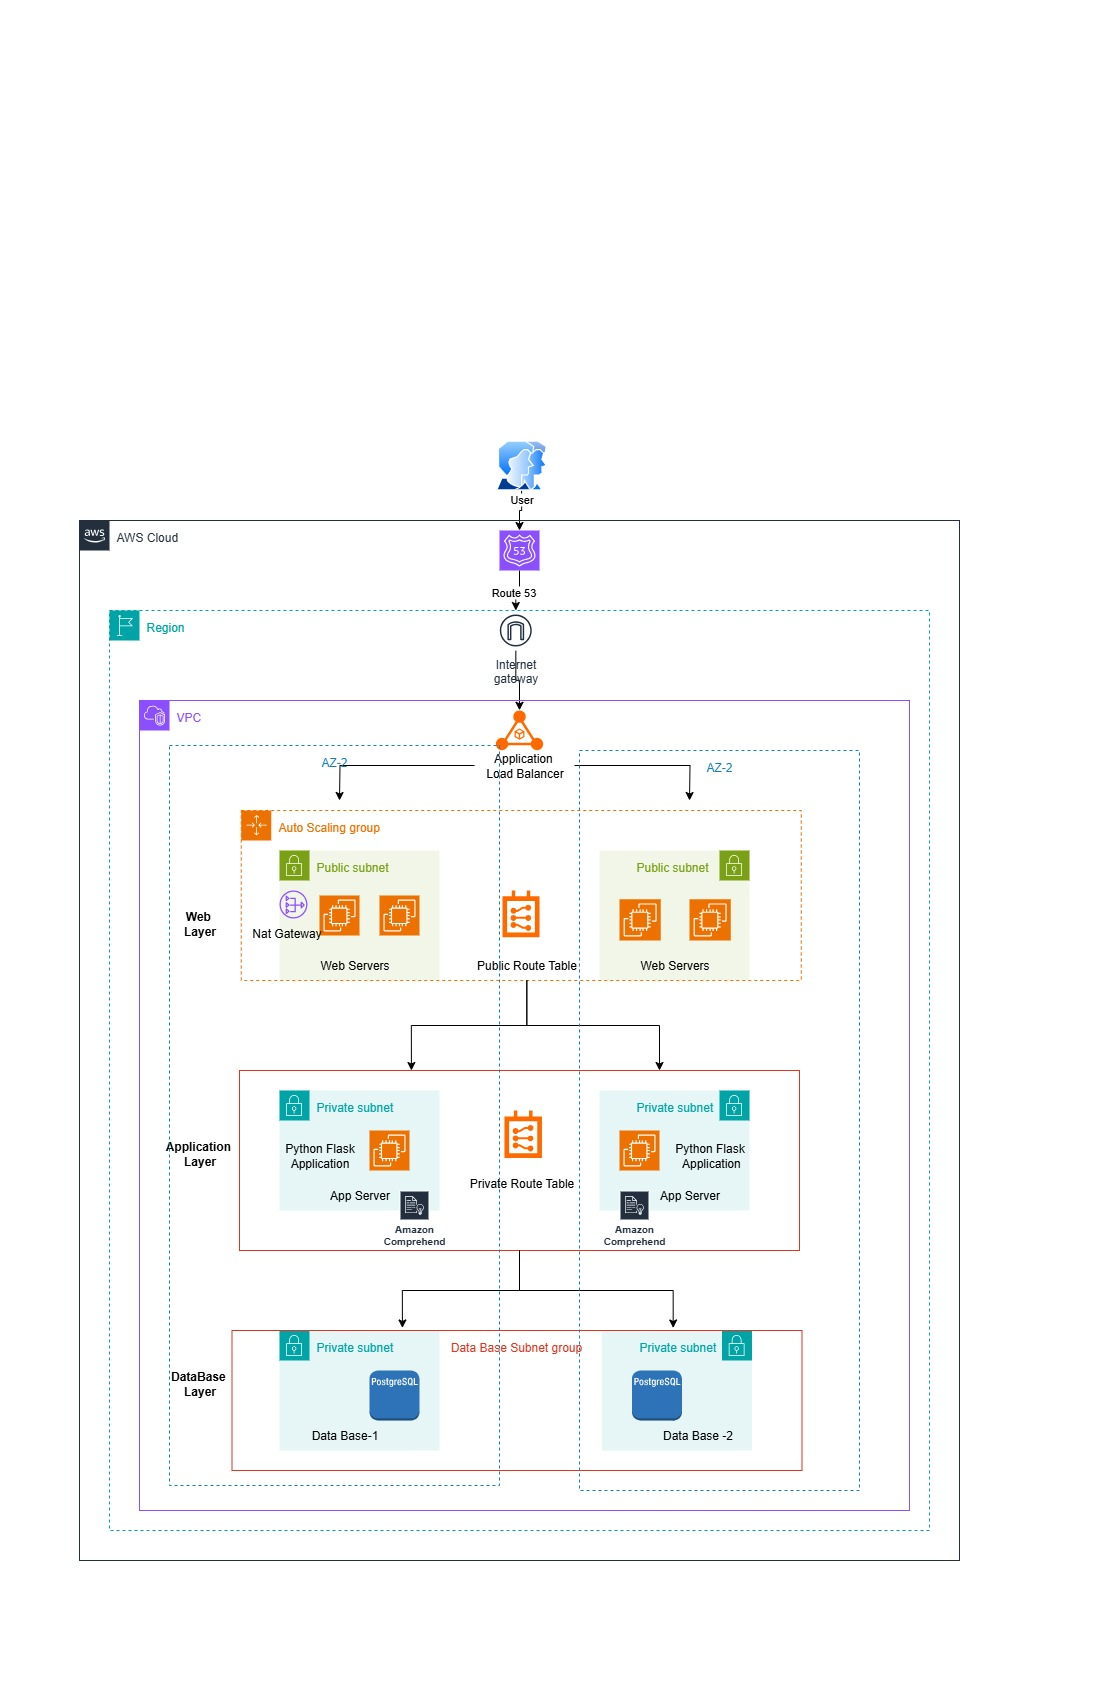 User
aws
AWS Cloud
53
Route 53
Region
Internet
gateway
VPC
Application
Load Balancer
AZ-2
AZ-2
Auto Scaling group
Public subnet
Public subnet
Web
Layer
Nat Gateway
Web Servers
Public Route Table
Web Servers
Private subnet
Private subnet
Application
Layer
Python Flask
Application
Python Flask
Application
App Server
Private Route Table
App Server
Amazon
Comprehend
Amazon
Comprehend
Private subnet
Data Base Subnet group
Private subnet
DataBase
Layer
PostgreSQL
PostgreSQL
Data Base-1
Data Base -2